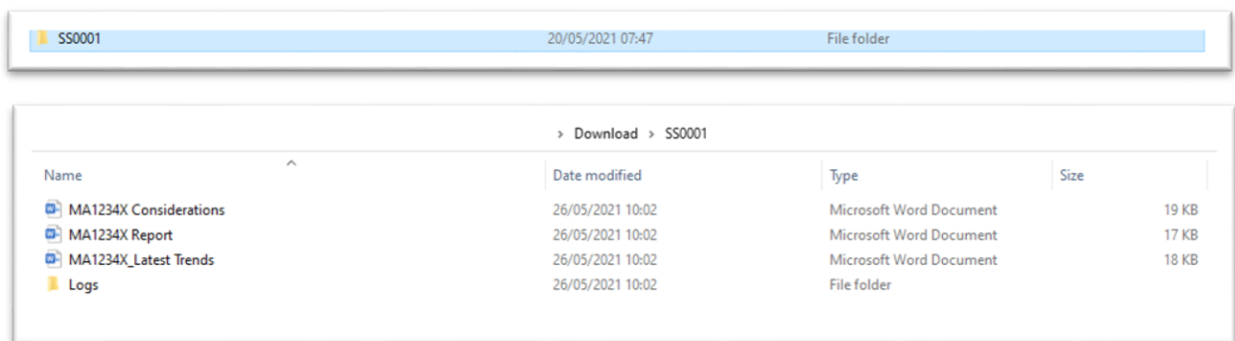 SS0001 20/05/2021 07:47 File folder
> Download > SS0001
Name Date modified Type Size
MA1234X Considerations 26/05/2021 10:02 Microsoft Word Document 19 KB
MA1234X Report 26/05/2021 10:02 Microsoft Word Document 17 KB
MA1234X_Latest Trends 26/05/2021 10:02 Microsoft Word Document 18 KB
Logs 26/05/2021 10:02 File folder